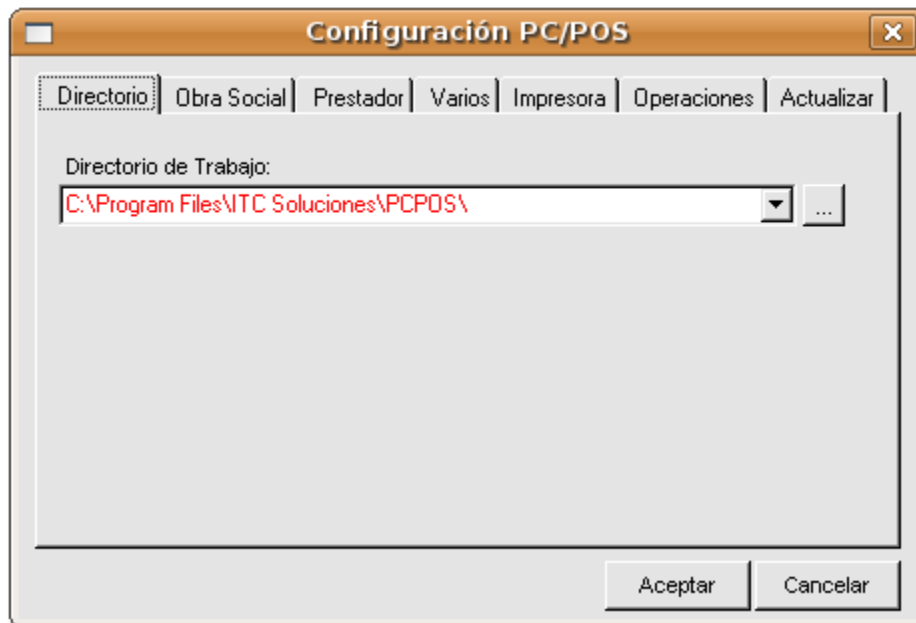 Configuración PC/POS
Directorio Obra Social Prestador Varios Impresora Operaciones Actualizar
Directorio de Trabajo:
C:\Program Files\ITC Soluciones\PCPOS\
...
Aceptar Cancelar